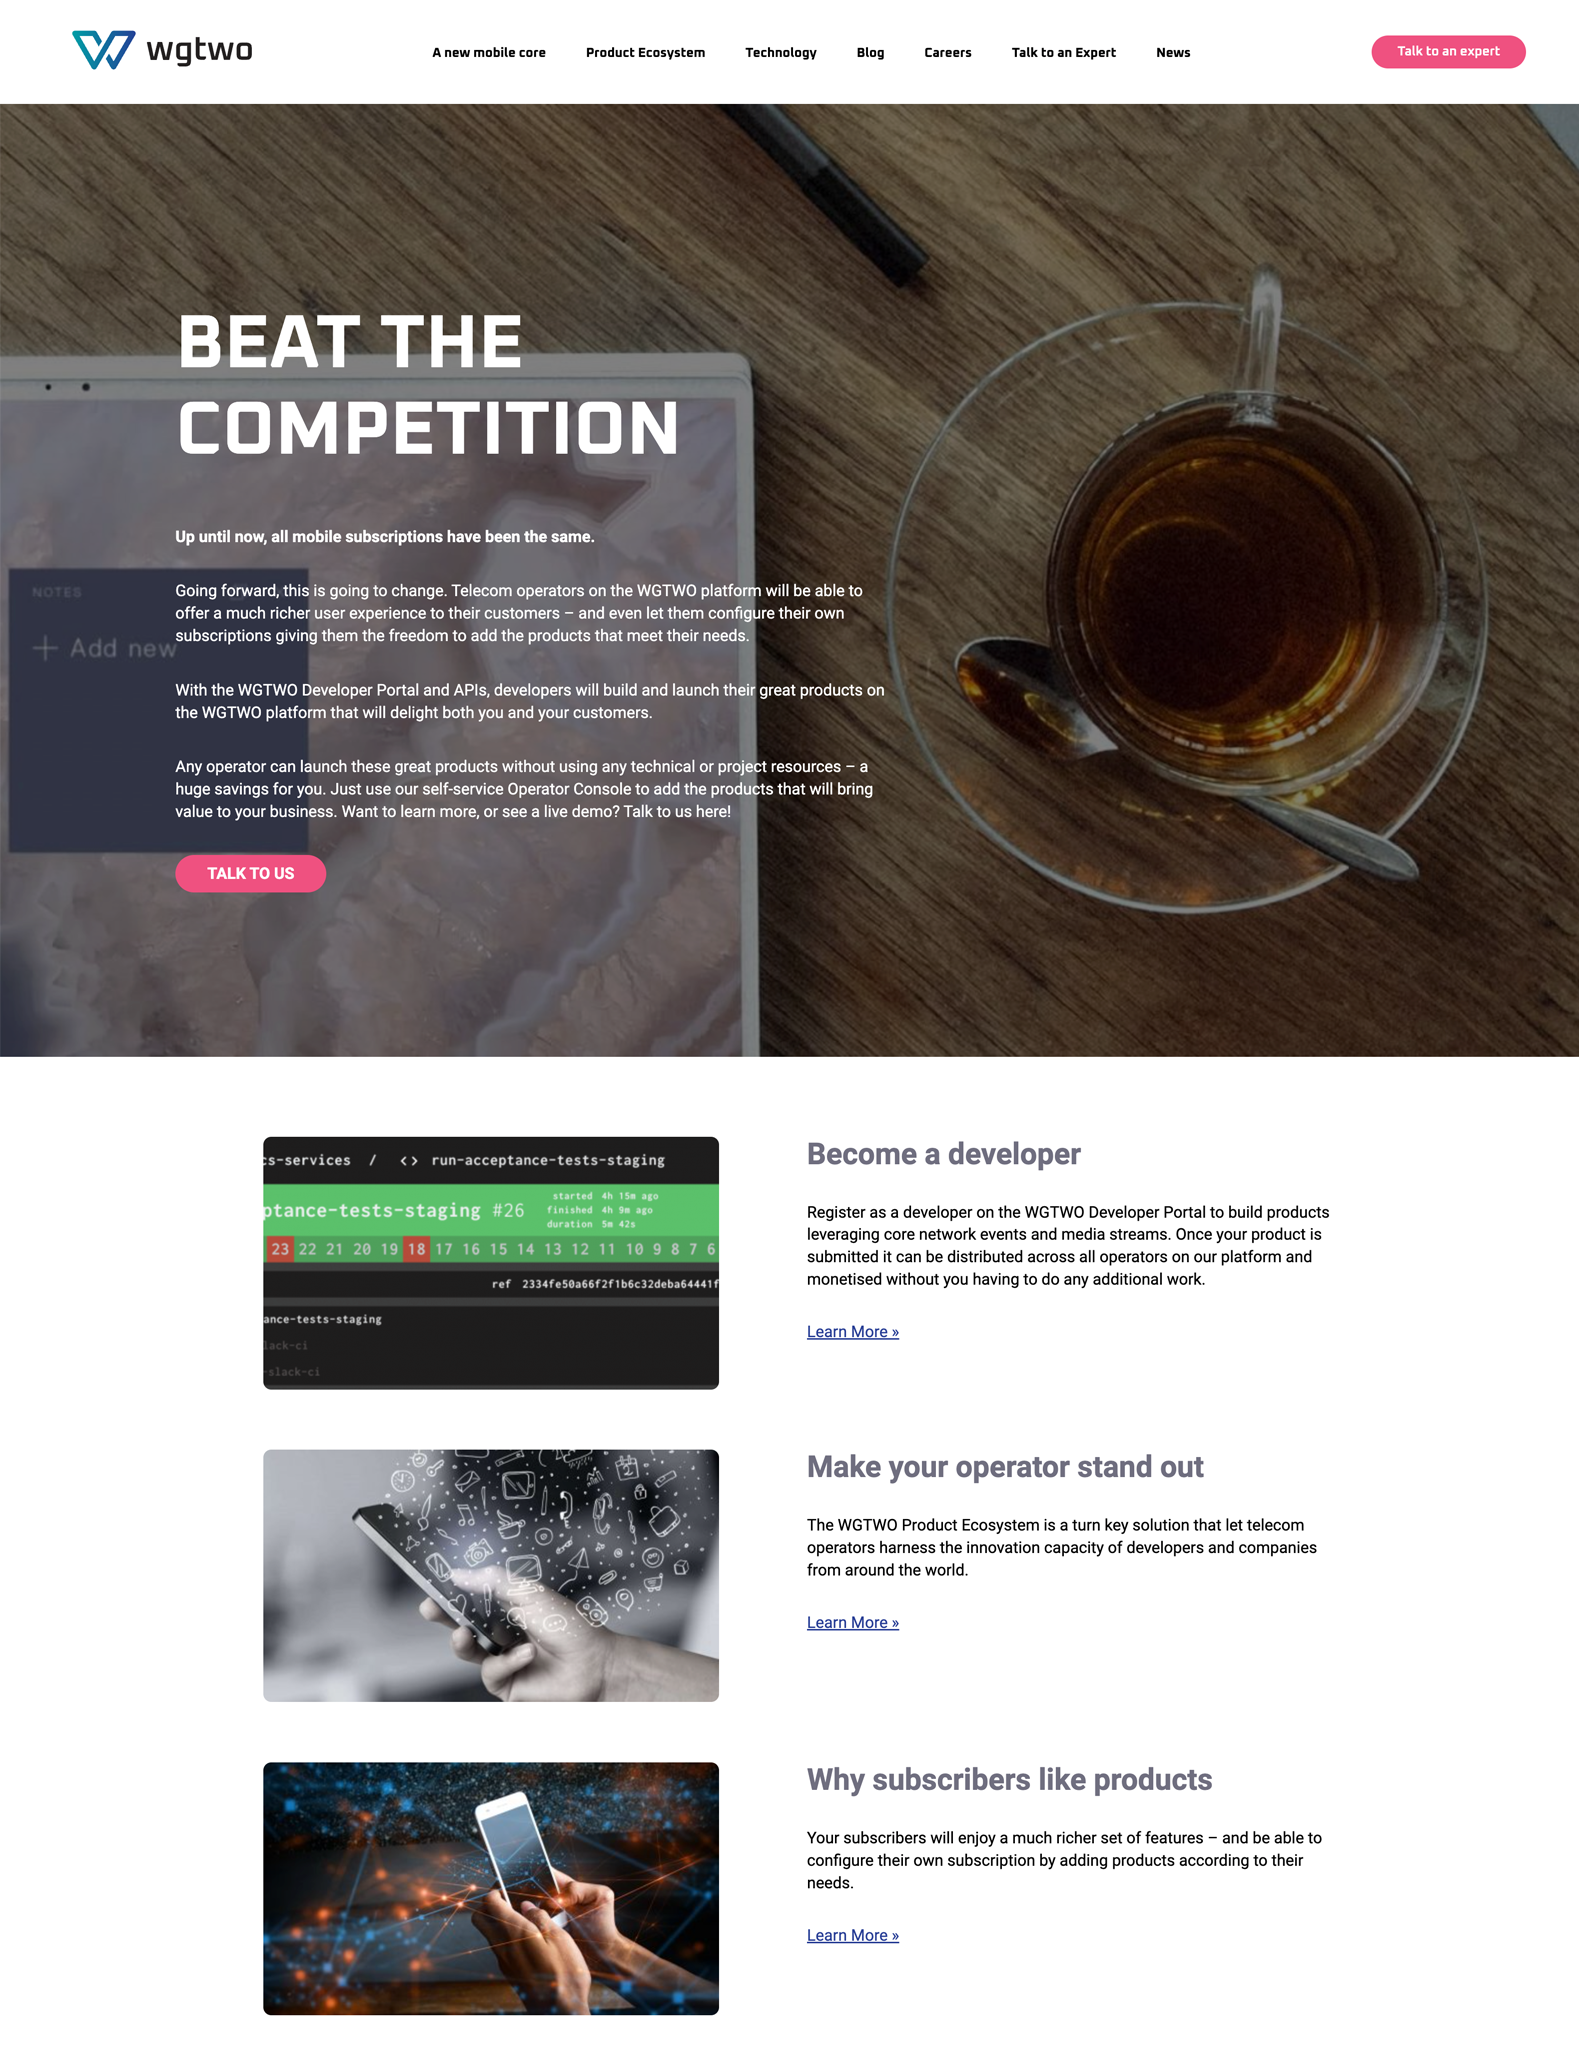 wgtwo
A new mobile core
Product Ecosystem
Technology
Blog
Careers
Talk to an Expert
News
Talk to an expert
BEAT THE
COMPETITION
Up until now, all mobile subscriptions have been the same.
Going forward, this is going to change. Telecom operators on the WGTWO platform will be able to
offer a much richer user experience to their customers – and even let them configure their own
subscriptions giving them the freedom to add the products that meet their needs.
NOTES
+ Add new
With the WGTWO Developer Portal and APIs, developers will build and launch their great products on
the WGTWO platform that will delight both you and your customers.
Any operator can launch these great products without using any technical or project resources – a
huge savings for you. Just use our self-service Operator Console to add the products that will bring
value to your business. Want to learn more, or see a live demo? Talk to us here!
TALK TO US
cs-services / <> run-acceptance-tests-staging
ptance-tests-staging #26
started 4h 15m ago
finished 4h 9m ago
duration 5m 42s
23 22 21 20 19 18 17 16 15 14 13 12 11 10 9 8 7 6
ref 2334fe50a66f2f1b6c32deba64441f
ance-tests-staging
lack-ci
-slack-ci
Become a developer
Register as a developer on the WGTWO Developer Portal to build products
leveraging core network events and media streams. Once your product is
submitted it can be distributed across all operators on our platform and
monetised without you having to do any additional work.
Learn More »
Make your operator stand out
The WGTWO Product Ecosystem is a turn key solution that let telecom
operators harness the innovation capacity of developers and companies
from around the world.
Learn More »
Why subscribers like products
Your subscribers will enjoy a much richer set of features – and be able to
configure their own subscription by adding products according to their
needs.
Learn More »